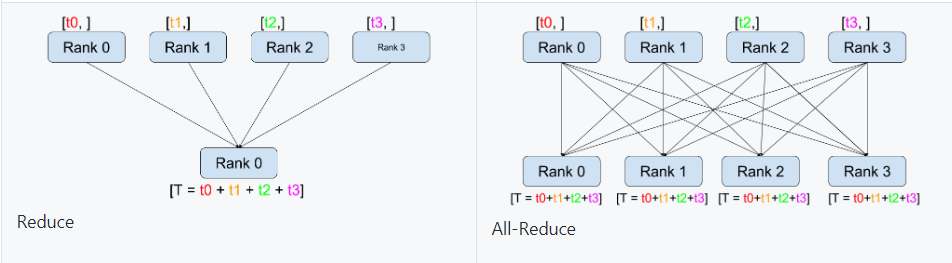 [t0, ] [t1,] [t2,] [t3, ]
Rank 0 Rank 1 Rank 2 Rank 3
Rank 0
[T = t0 + t1 + t2 + t3]
Reduce
[t0, ] [t1,] [t2,] [t3, ]
Rank 0 Rank 1 Rank 2 Rank 3
Rank 0 Rank 1 Rank 2 Rank 3
[T = t0+t1+t2+t3] [T = t0+t1+t2+t3] [T = t0+t1+t2+t3] [T = t0+t1+t2+t3]
All-Reduce